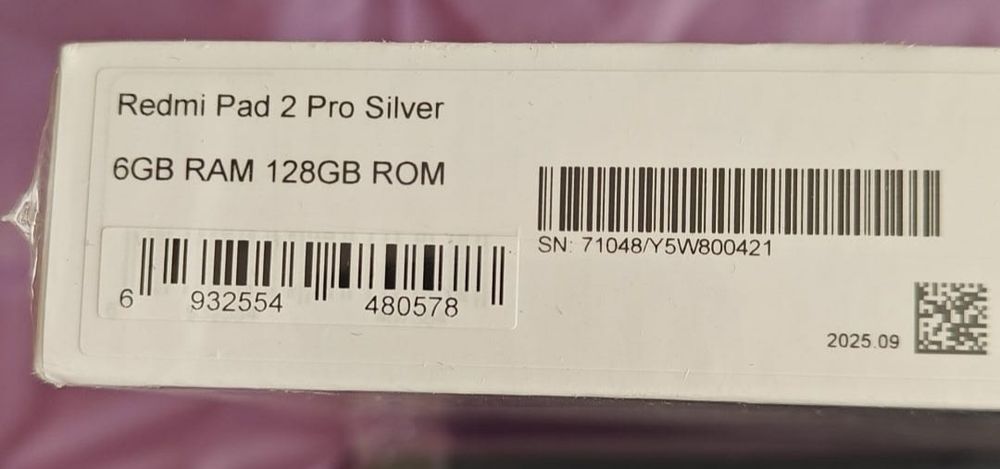 Redmi Pad 2 Pro Silver
6GB RAM 128GB ROM
SN: 71048/Y5W800421
6 932554 480578
2025.09